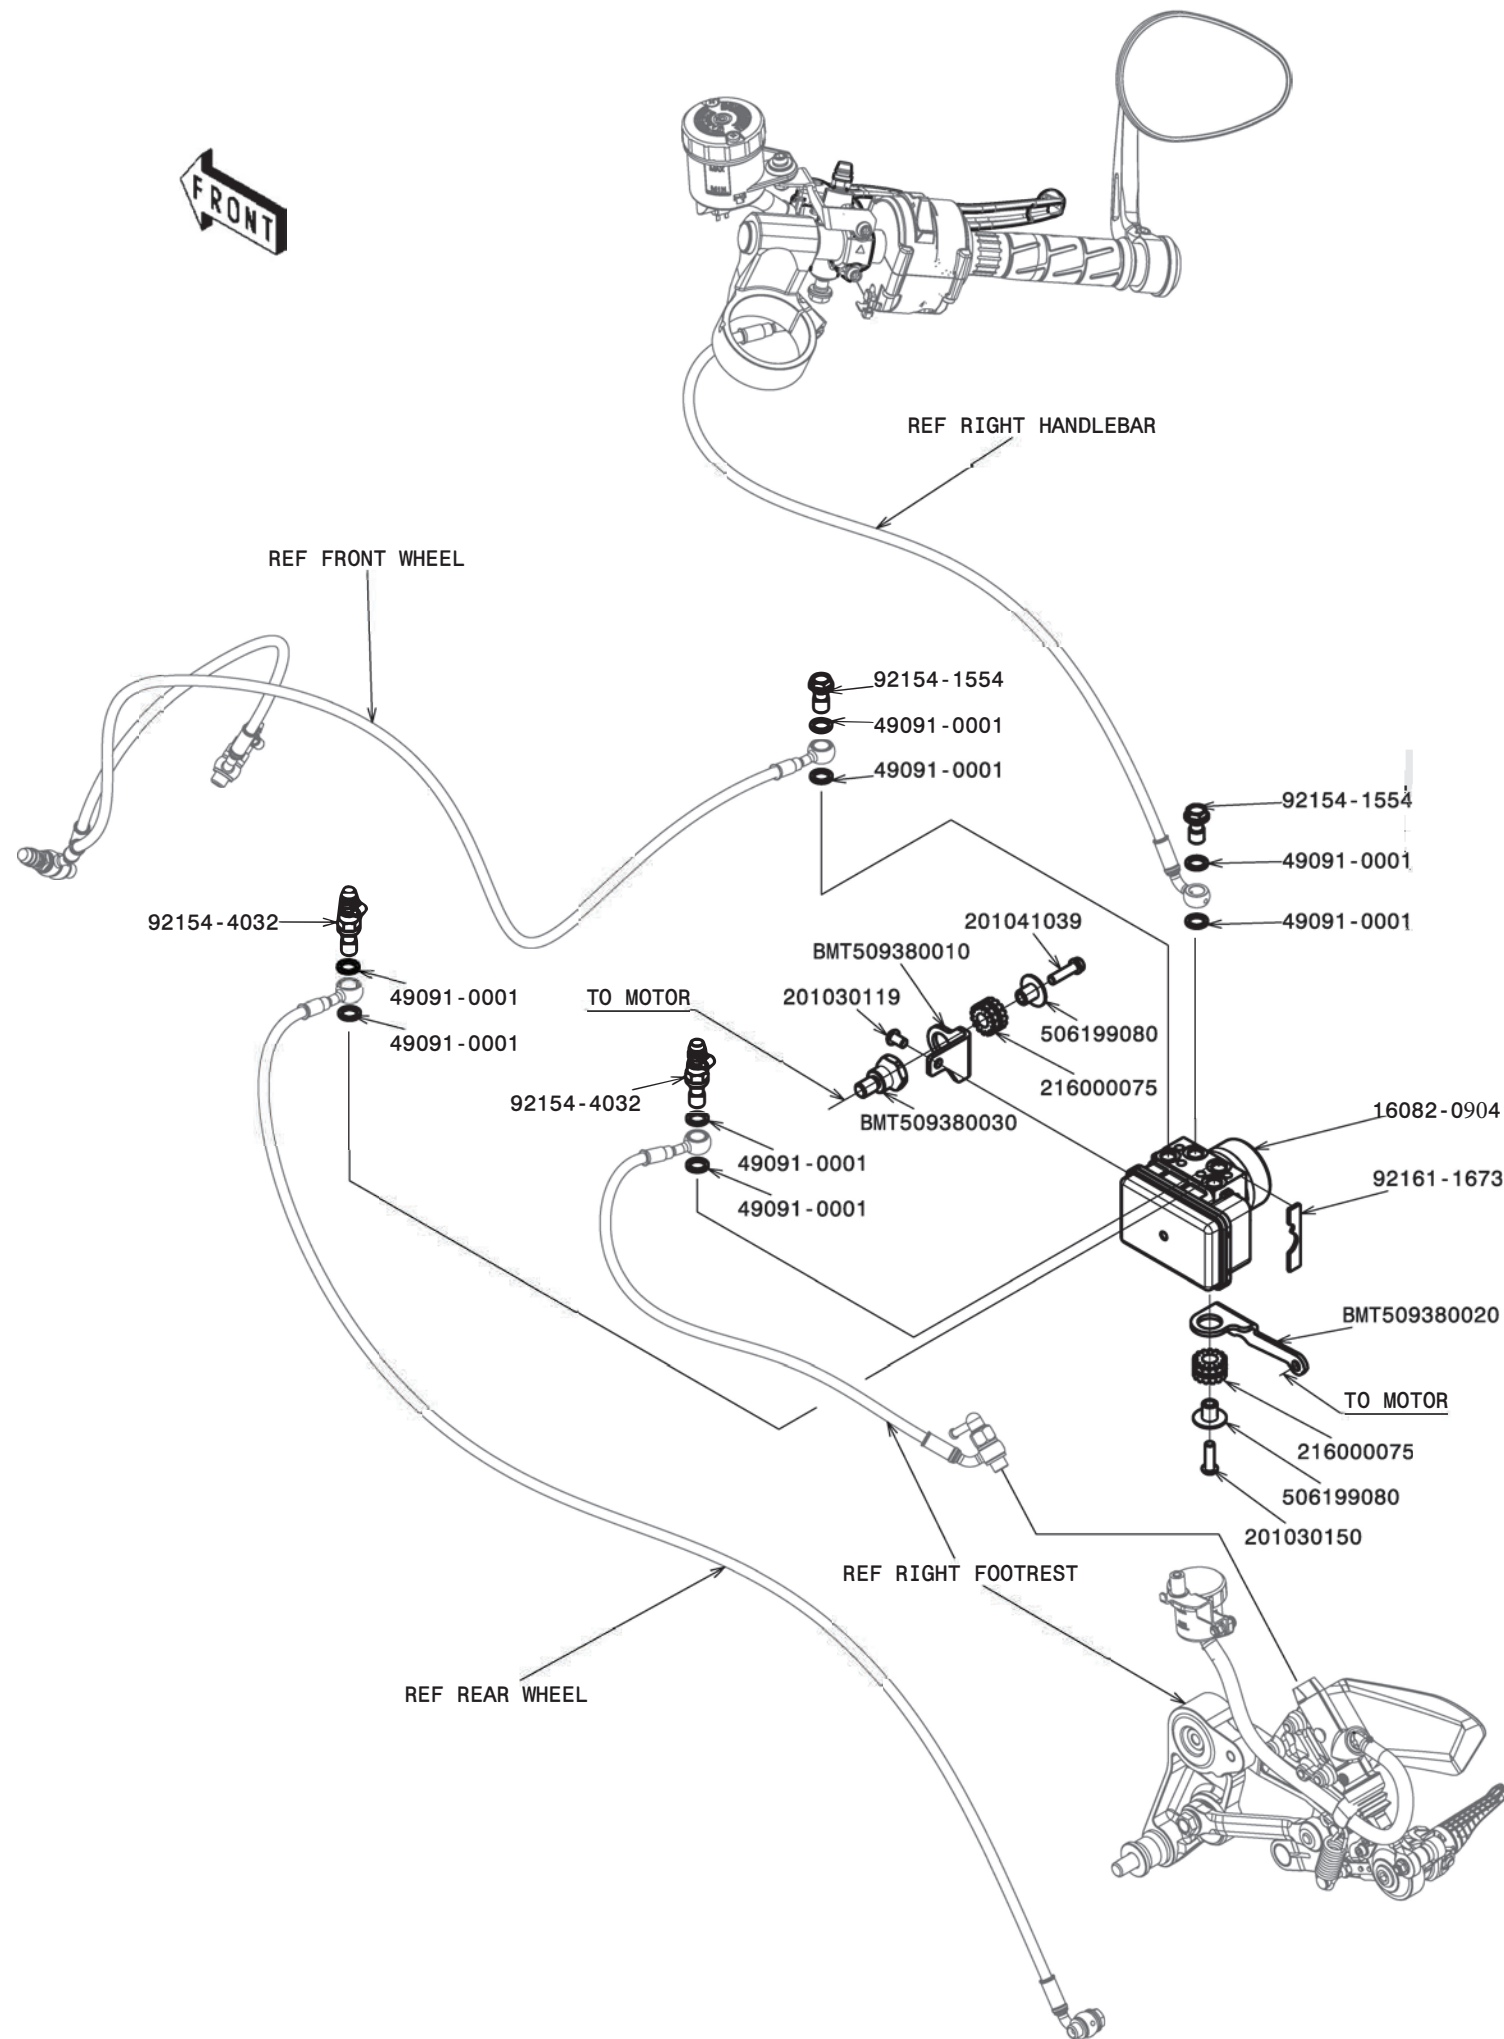 MAX
MIN
FRONT
REF RIGHT HANDLEBAR
REF FRONT WHEEL
92154-1554
49091-0001
49091-0001
92154-1554
49091-0001
49091-0001
92154-4032
49091-0001
49091-0001
201041039
BMT509380010
201030119
TO MOTOR
506199080
216000075
BMT509380030
92154-4032
49091-0001
49091-0001
16082-0904
92161-1673
BMT509380020
TO MOTOR
216000075
506199080
201030150
REF RIGHT FOOTREST
REF REAR WHEEL